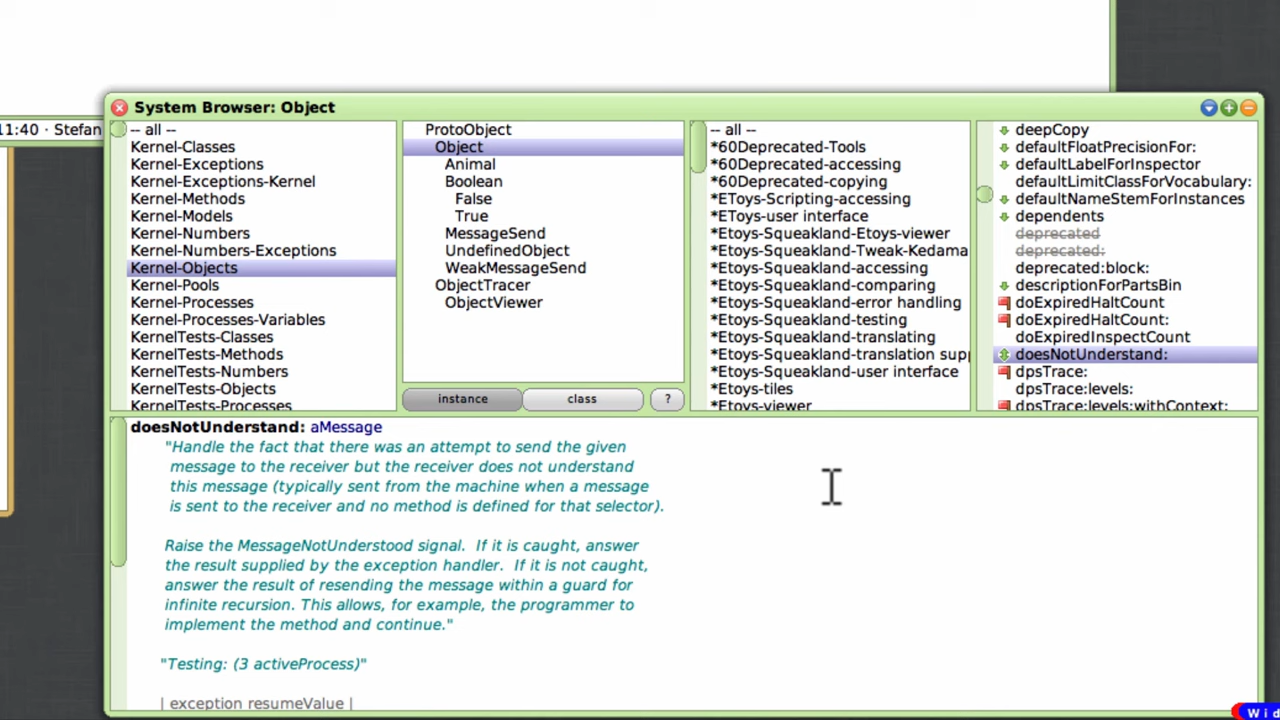 System Browser: Object
11:40 · Stefan
-- all --
Kernel-Classes
Kernel-Exceptions
Kernel-Exceptions-Kernel
Kernel-Methods
Kernel-Models
Kernel-Numbers
Kernel-Numbers-Exceptions
Kernel-Objects
Kernel-Pools
Kernel-Processes
Kernel-Processes-Variables
KernelTests-Classes
KernelTests-Methods
KernelTests-Numbers
KernelTests-Objects
KernelTests-Processes
ProtoObject
Object
Animal
Boolean
False
True
MessageSend
UndefinedObject
WeakMessageSend
ObjectTracer
ObjectViewer
instance
class
?
-- all --
*60Deprecated-Tools
*60Deprecated-accessing
*60Deprecated-copying
*EToys-Scripting-accessing
*EToys-user interface
*Etoys-Squeakland-Etoys-viewer
*Etoys-Squeakland-Tweak-Kedama
*Etoys-Squeakland-accessing
*Etoys-Squeakland-comparing
*Etoys-Squeakland-error handling
*Etoys-Squeakland-testing
*Etoys-Squeakland-translating
*Etoys-Squeakland-translation supp
*Etoys-Squeakland-user interface
*Etoys-tiles
*Etoys-viewer
deepCopy
defaultFloatPrecisionFor:
defaultLabelForInspector
defaultLimitClassForVocabulary:
defaultNameStemForInstances
dependents
deprecated
deprecated:
deprecated:block:
descriptionForPartsBin
doExpiredHaltCount
doExpiredHaltCount:
doExpiredInspectCount
doesNotUnderstand:
dpsTrace:
dpsTrace:levels:
dpsTrace:levels:withContext:
doesNotUnderstand: aMessage
"Handle the fact that there was an attempt to send the given
message to the receiver but the receiver does not understand
this message (typically sent from the machine when a message
is sent to the receiver and no method is defined for that selector).
Raise the MessageNotUnderstood signal.  If it is caught, answer
the result supplied by the exception handler.  If it is not caught,
answer the result of resending the message within a guard for
infinite recursion. This allows, for example, the programmer to
implement the method and continue."
"Testing: (3 activeProcess)"
| exception resumeValue |
Wid